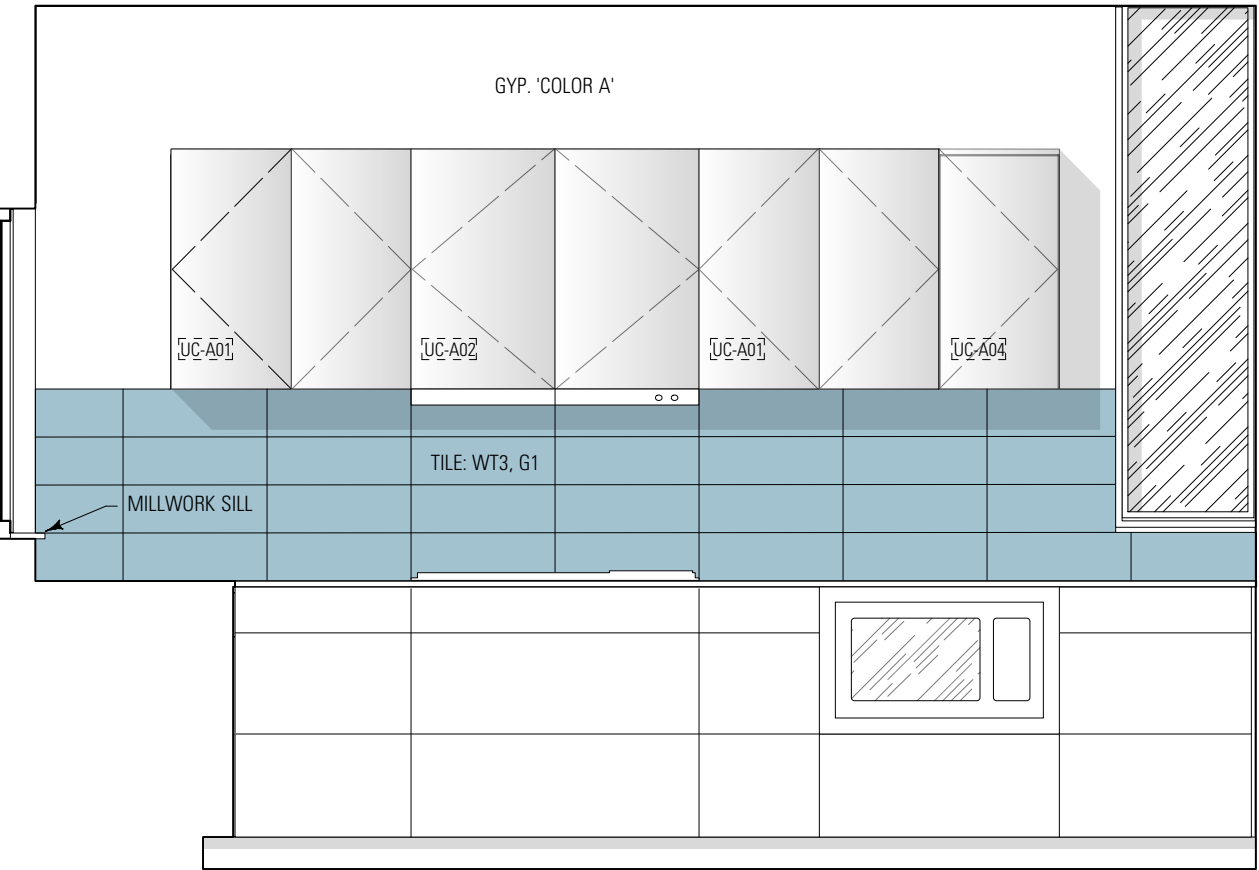 GYP. 'COLOR A'
UC-A01
UC-A02
UC-A01
UC-A04
TILE: WT3, G1
MILLWORK SILL